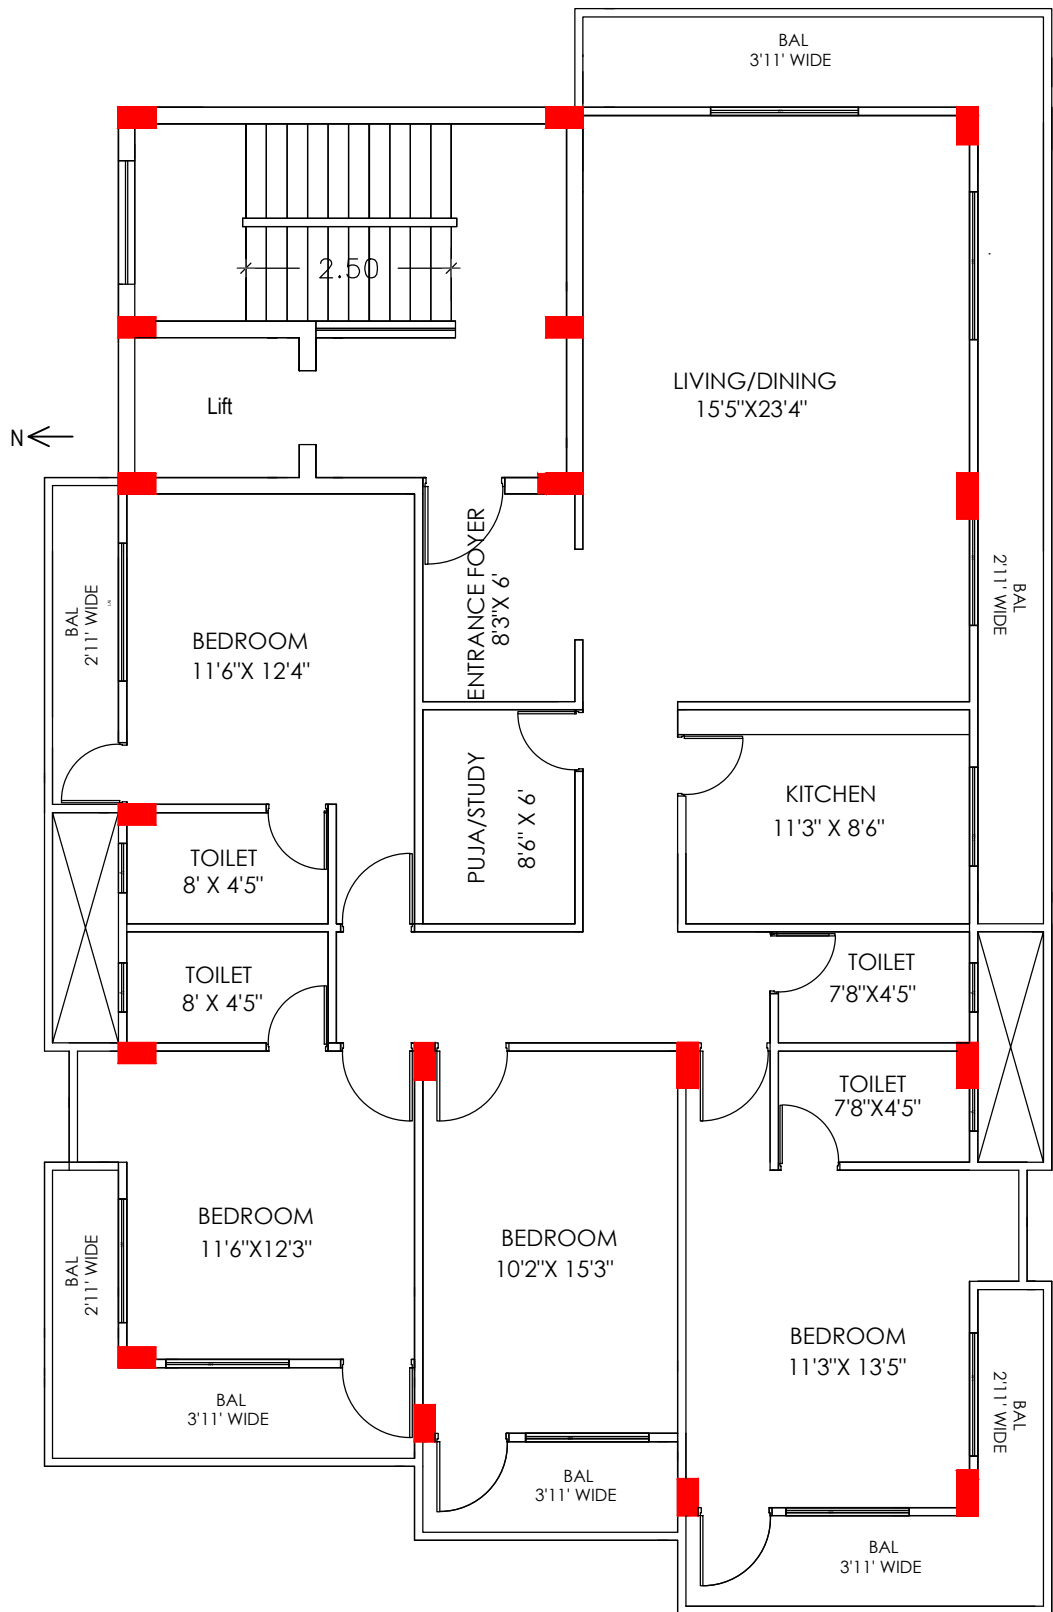 BAL
3'11' WIDE
2.50
LIVING/DINING
15'5"X23'4"
Lift
N
ENTRANCE FOYER
8'3"X 6'
BAL
2'11' WIDE
BAL
2'11' WIDE
BEDROOM
11'6"X 12'4"
PUJA/STUDY
8'6" X 6'
KITCHEN
11'3" X 8'6"
TOILET
8' X 4'5"
TOILET
8' X 4'5"
TOILET
7'8"X4'5"
TOILET
7'8"X4'5"
BEDROOM
11'6"X12'3"
BAL
2'11' WIDE
BEDROOM
10'2"X 15'3"
BEDROOM
11'3"X 13'5"
BAL
2'11' WIDE
BAL
3'11' WIDE
BAL
3'11' WIDE
BAL
3'11' WIDE